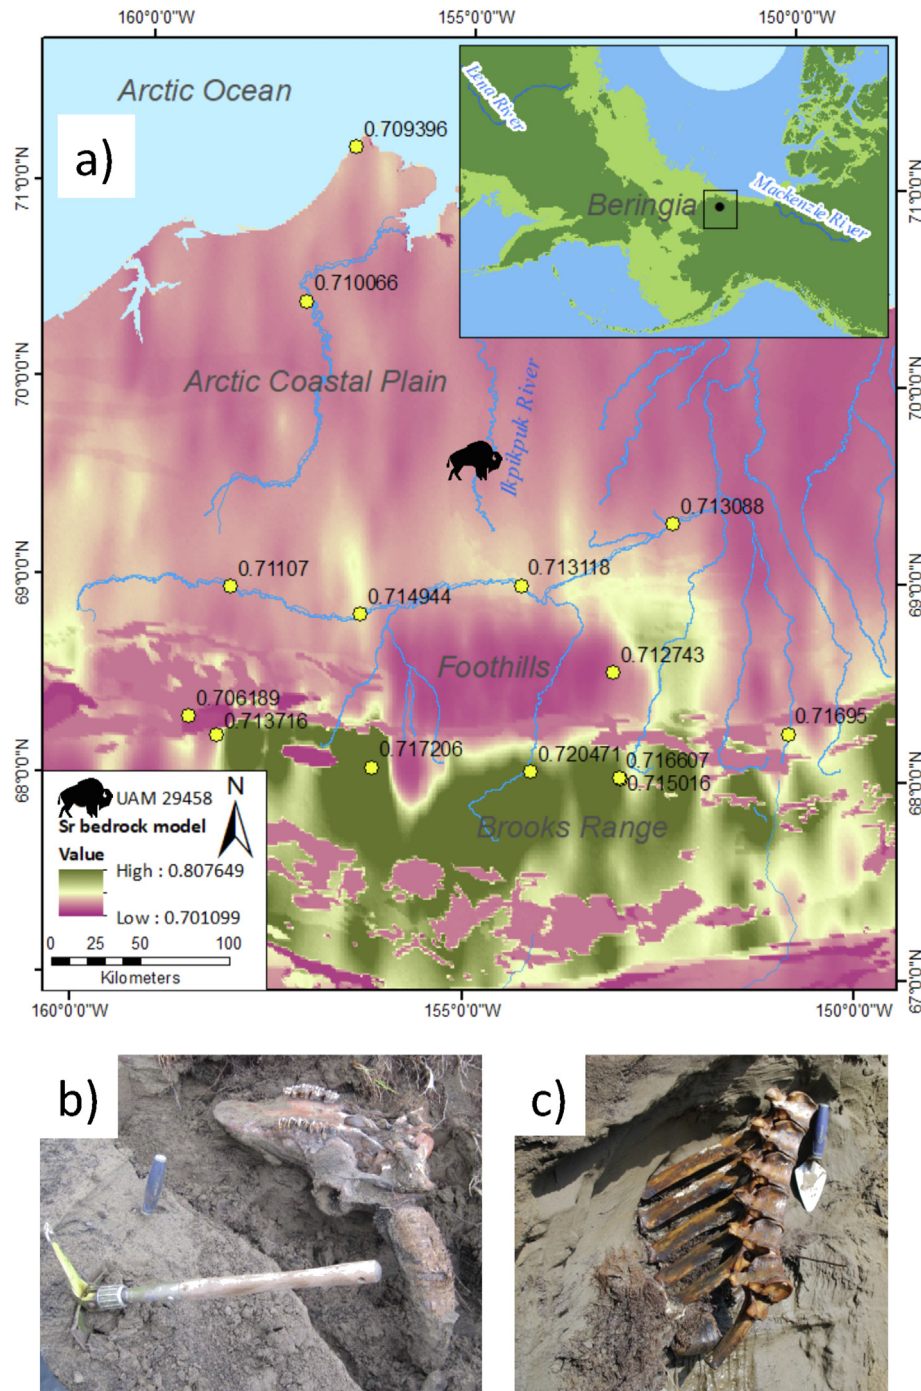 160°0'0"W
155°0'0"W
150°0'0"W
71°0'0"N
70°0'0"N
69°0'0"N
68°0'0"N
71°0'0"N
70°0'0"N
69°0'0"N
68°0'0"N
67°0'0"N
160°0'0"W
155°0'0"W
150°0'0"W
a)
Arctic Ocean
0.709396
Lena River
Beringia
Mackenzie River
0.710066
Arctic Coastal Plain
Ikpikpuk River
0.713088
0.71107
0.714944
0.713118
Foothills
0.712743
0.706189
0.713716
0.717206
0.720471
0.716607
0.715016
0.71695
Brooks Range
UAM 29458
N
Sr bedrock model
Value
High : 0.807649
Low : 0.701099
0 25 50 100
Kilometers
b)
c)